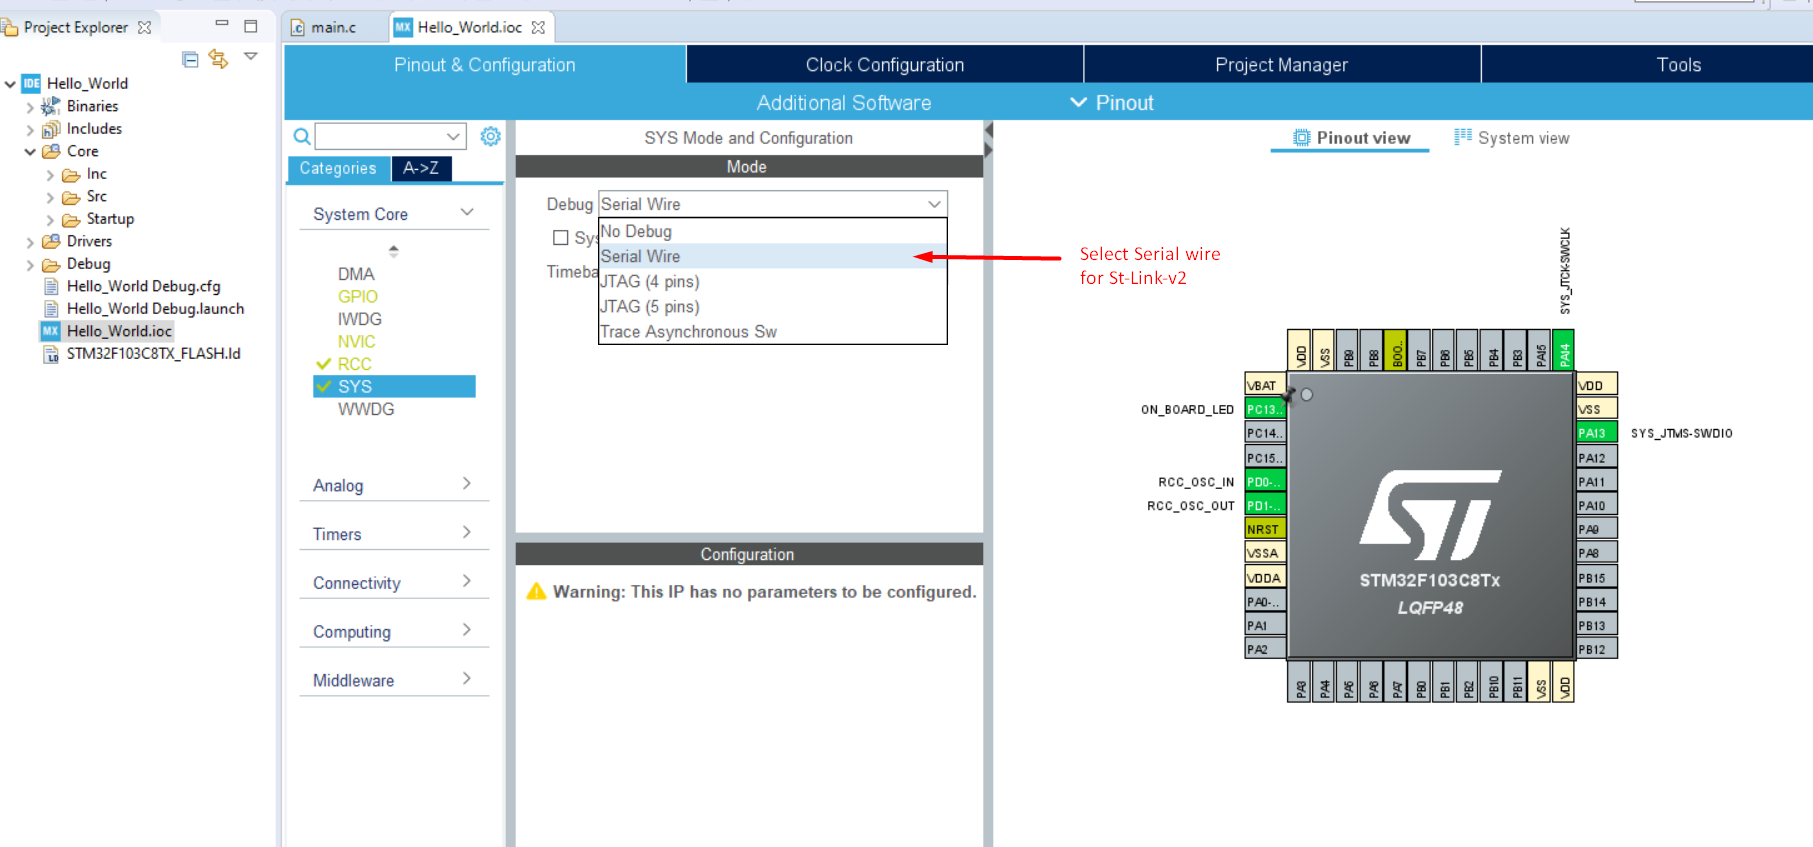 Project Explorer
main.c
MX Hello_World.ioc
Pinout & Configuration
Clock Configuration
Project Manager
Tools
Additional Software
Pinout
IDE Hello_World
Binaries
Includes
Core
Inc
Src
Startup
Drivers
Debug
Hello_World Debug.cfg
Hello_World Debug.launch
MX Hello_World.ioc
STM32F103C8TX_FLASH.ld
Categories
A->Z
System Core
DMA
GPIO
IWDG
NVIC
RCC
SYS
WWDG
Analog
Timers
Connectivity
Computing
Middleware
SYS Mode and Configuration
Mode
Debug Serial Wire
No Debug
Sys
Serial Wire
Timeba
JTAG (4 pins)
JTAG (5 pins)
Trace Asynchronous Sw
Select Serial wire
for St-Link-v2
Configuration
Warning: This IP has no parameters to be configured.
Pinout view
System view
SYS_JTCK-SWCLK
VDD
VSS
PB9
PB8
BOO..
PB7
PB6
PB5
PB4
PB3
PA15
PA14
VBAT
ON_BOARD_LED PC13..
PC14..
PC15..
RCC_OSC_IN PD0-..
RCC_OSC_OUT PD1-..
NRST
VSSA
VDDA
PA0-..
PA1
PA2
ST
STM32F103C8Tx
LQFP48
VDD
VSS
PA13 SYS_JTMS-SWDIO
PA12
PA11
PA10
PA9
PA8
PB15
PB14
PB13
PB12
PA3
PA4
PA5
PA6
PA7
PB0
PB1
PB2
PB10
PB11
VSS
VDD